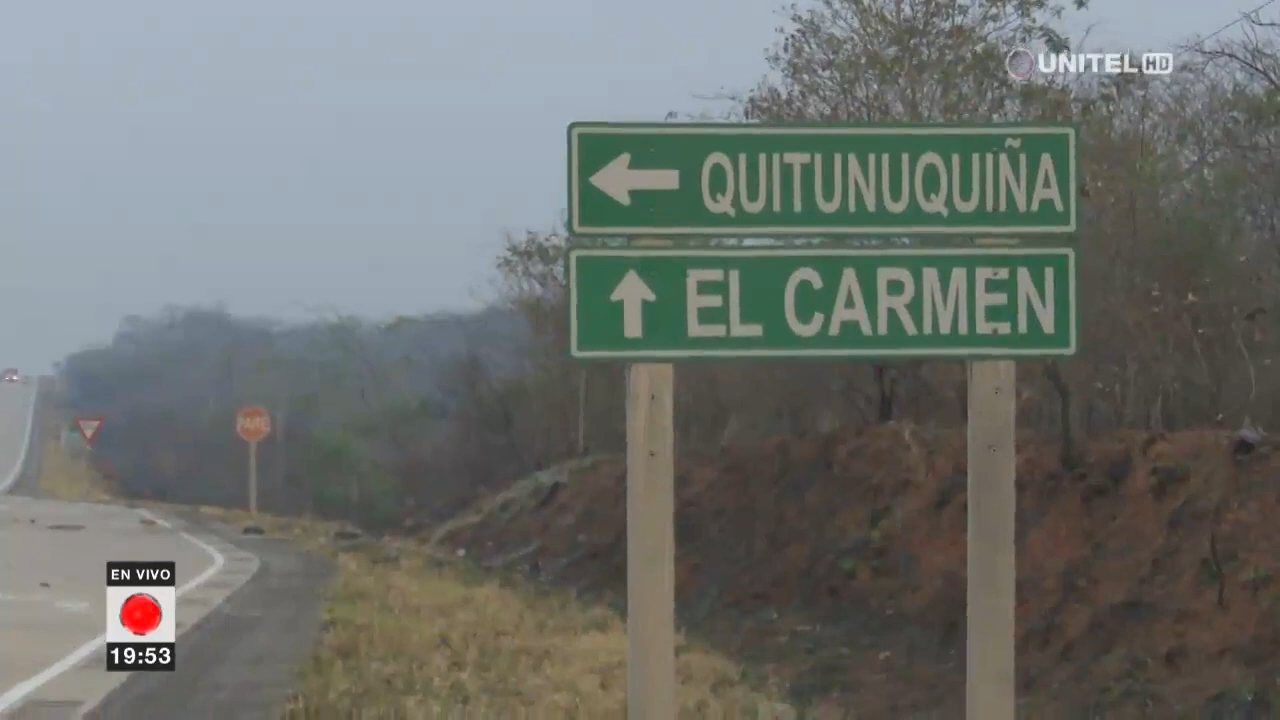 UNITEL HD
QUITUNUQUIÑA
EL CARMEN
PARE
EN VIVO
19:53